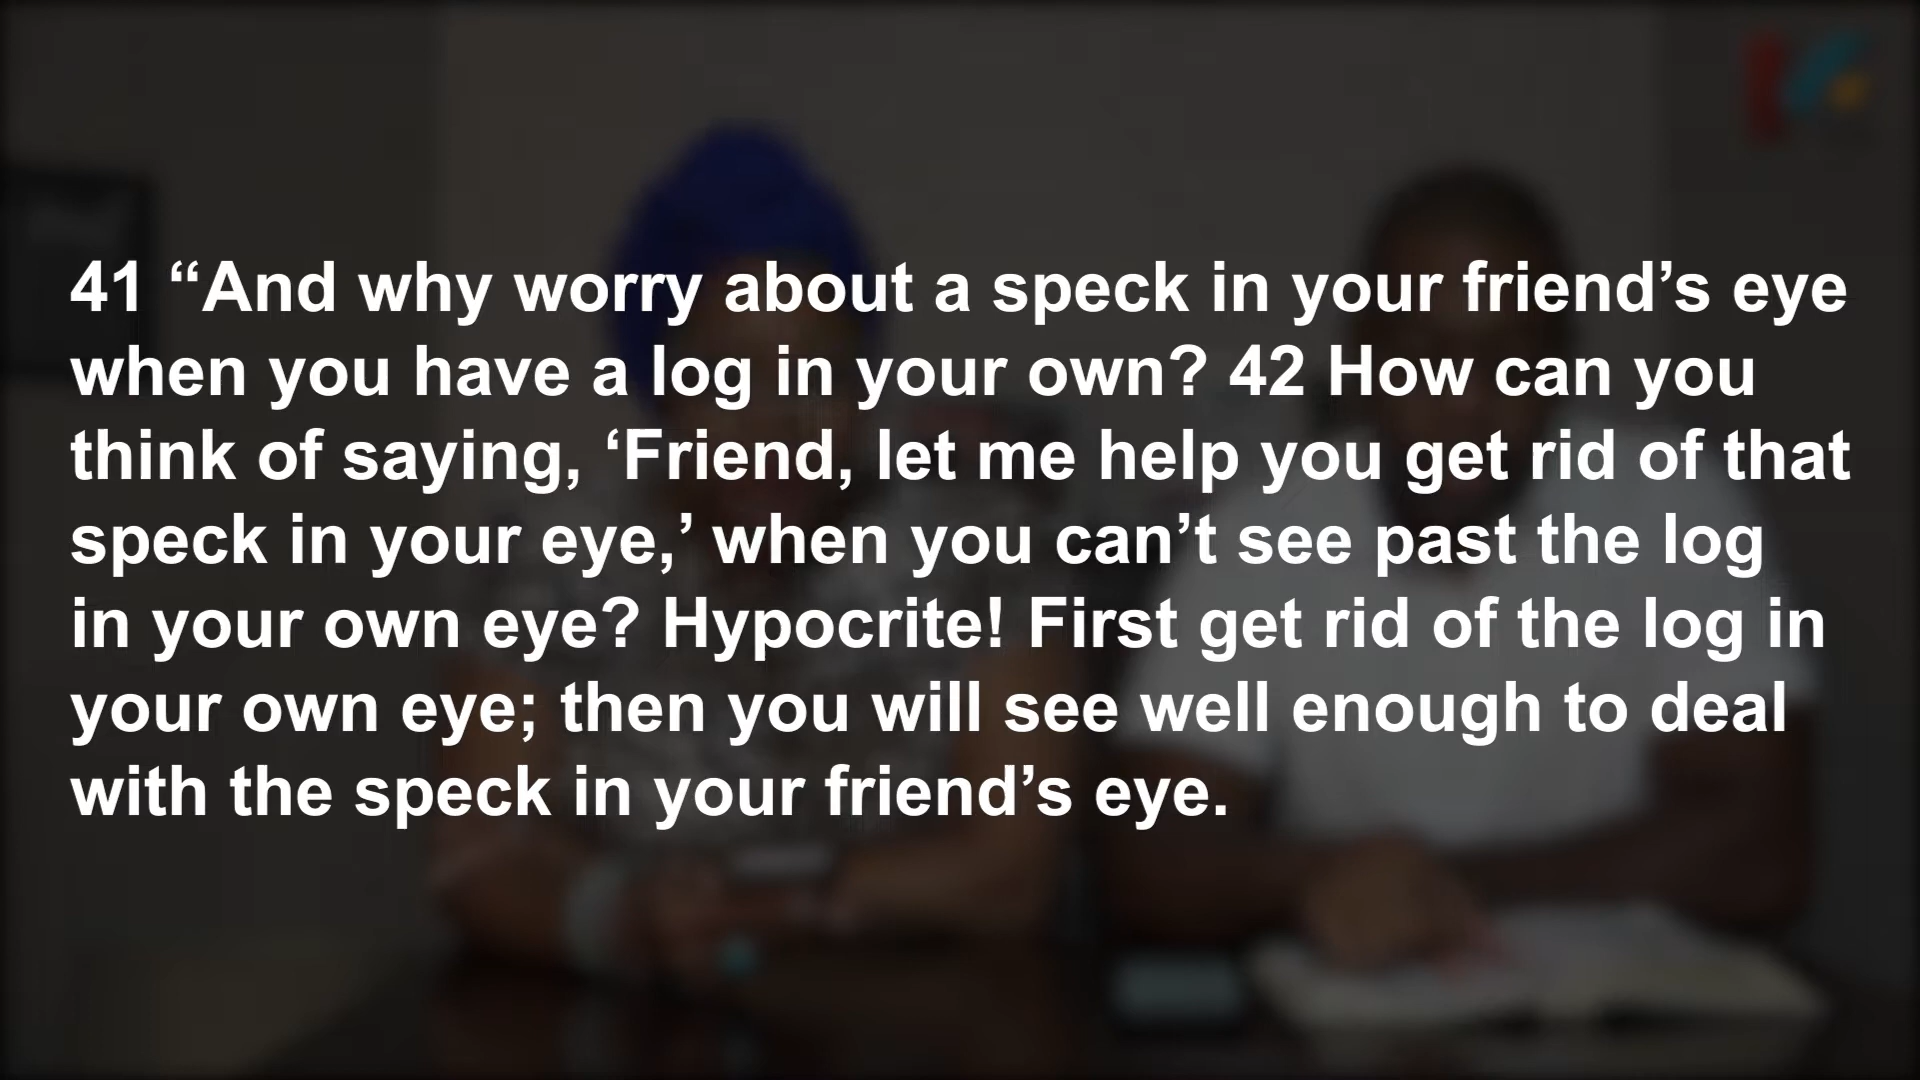 41 “And why worry about a speck in your friend’s eye
when you have a log in your own? 42 How can you
think of saying, ‘Friend, let me help you get rid of that
speck in your eye,’ when you can’t see past the log
in your own eye? Hypocrite! First get rid of the log in
your own eye; then you will see well enough to deal
with the speck in your friend’s eye.